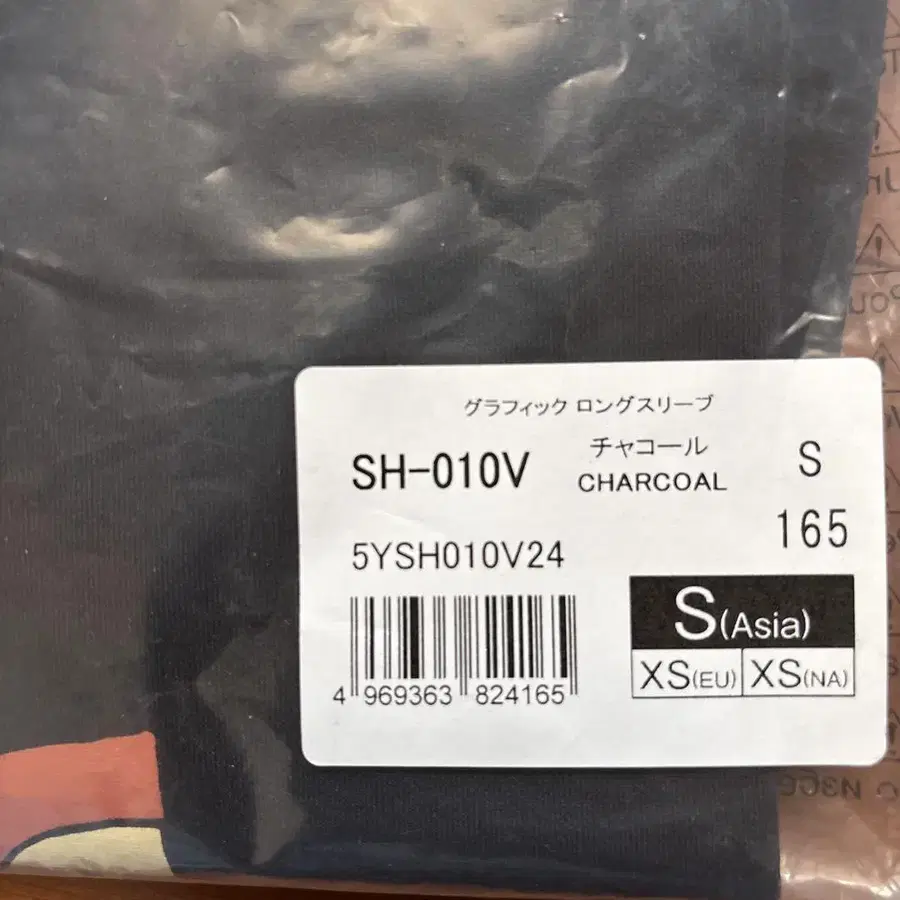 グラフィック ロングスリーブ
SH-010V チャコール S
CHARCOAL
165
5YSH010V24
S(Asia)
XS(EU) XS(NA)
4 969363 824165